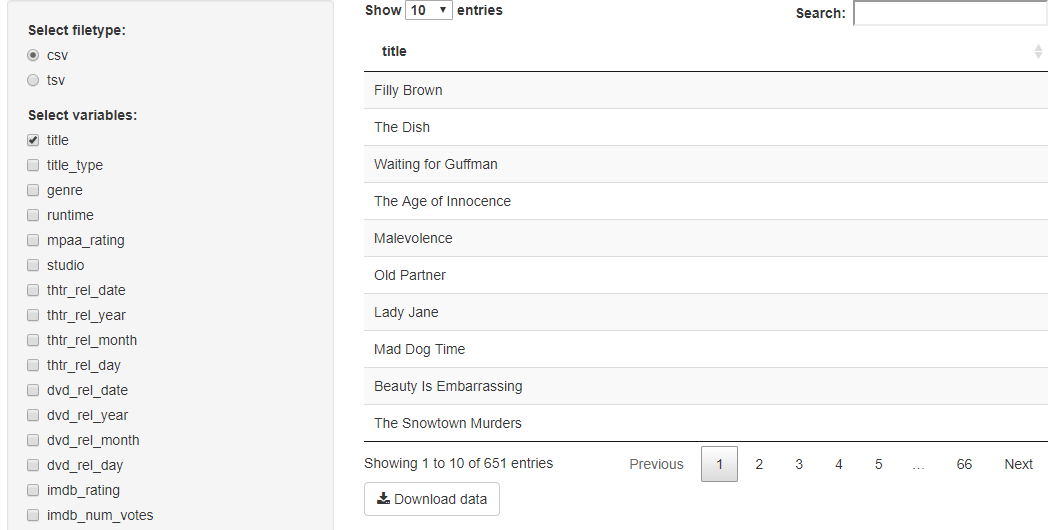 Select filetype:
csv
tsv
Select variables:
title
title_type
genre
runtime
mpaa_rating
studio
thtr_rel_date
thtr_rel_year
thtr_rel_month
thtr_rel_day
dvd_rel_date
dvd_rel_year
dvd_rel_month
dvd_rel_day
imdb_rating
imdb_num_votes
Show 10 entries
Search:
title
Filly Brown
The Dish
Waiting for Guffman
The Age of Innocence
Malevolence
Old Partner
Lady Jane
Mad Dog Time
Beauty Is Embarrassing
The Snowtown Murders
Showing 1 to 10 of 651 entries
Previous 1 2 3 4 5 … 66 Next
Download data